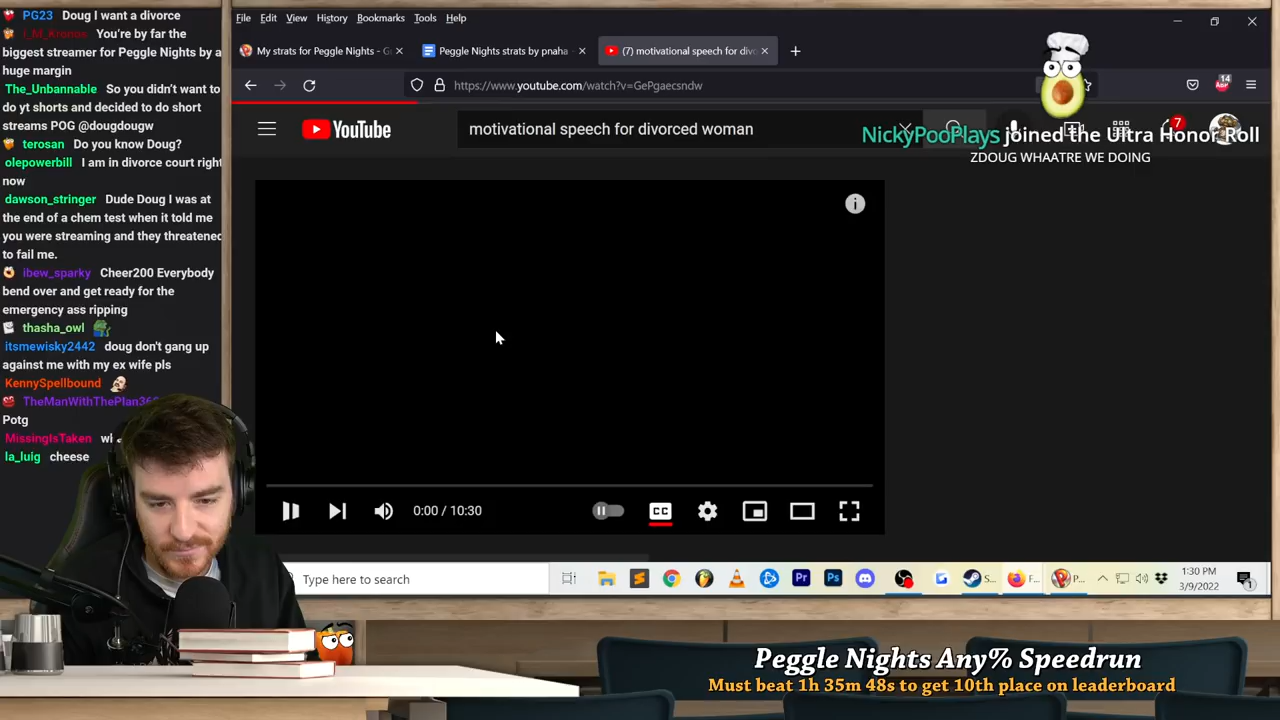 PG23 Doug I want a divorce
I_M_Kronos You're by far the
biggest streamer for Peggle Nights by a
huge margin
The_Unbannable So you didn't want to
do yt shorts and decided to do short
streams POG @dougdougw
terosan Do you know Doug?
olepowerbill I am in divorce court right
now
dawson_stringer Dude Doug I was at
the end of a chem test when it told me
you were streaming and they threatened
to fail me.
ibew_sparky Cheer200 Everybody
bend over and get ready for the
emergency ass ripping
thasha_owl
itsmewisky2442 doug don't gang up
against me with my ex wife pls
KennySpellbound
TheManWithThePlan36
Potg
MissingIsTaken
la_luig cheese
File Edit View History Bookmarks Tools Help
My strats for Peggle Nights - G
Peggle Nights strats by pnaha -
(7) motivational speech for divo
https://www.youtube.com/watch?v=GePgaecsndw
14
YouTube
motivational speech for divorced woman
7
NickyPooPlays joined the Ultra Honor Roll
ZDOUG WHAATRE WE DOING
0:00 / 10:30
CC
Type here to search
Pr
Ps
S...
F...
P...
1:30 PM
3/9/2022
1
Peggle Nights Any% Speedrun
Must beat 1h 35m 48s to get 10th place on leaderboard